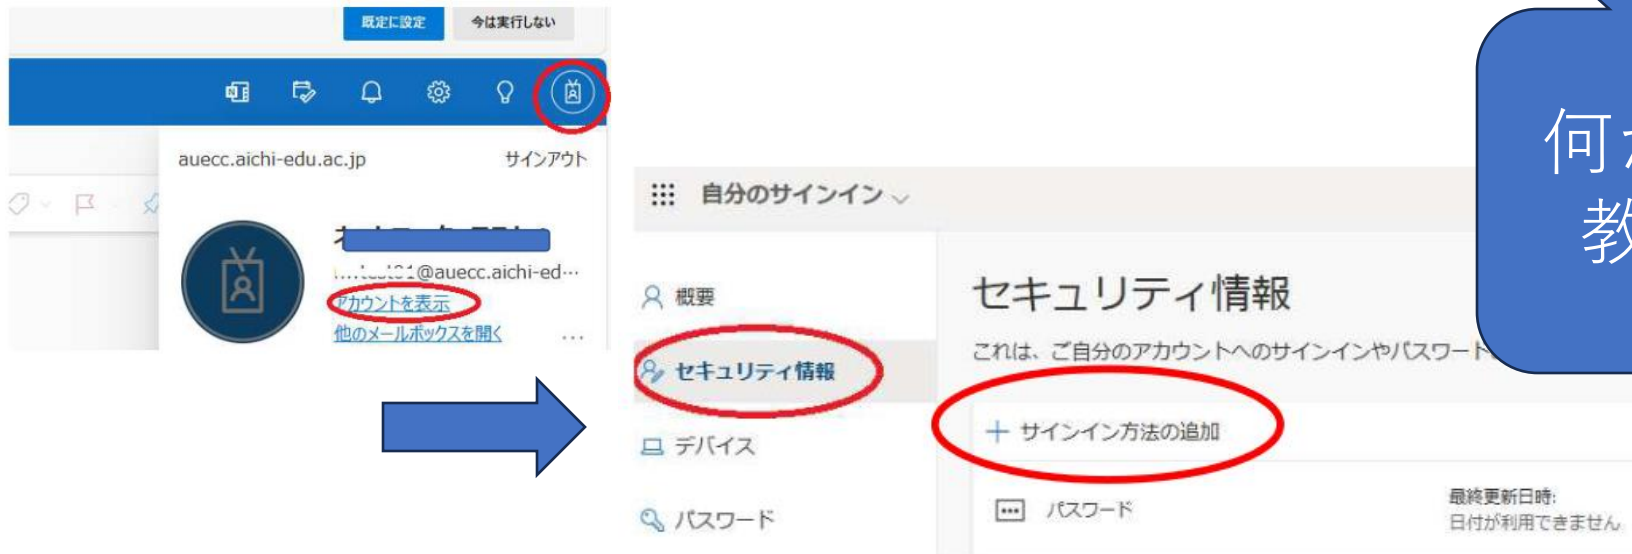 既定に設定
今は実行しない
auecc.aichi-edu.ac.jp
サインアウト
@auecc.aichi-ed…
アカウントを表示
他のメールボックスを開く
…
自分のサインイン
概要
セキュリティ情報
デバイス
パスワード
セキュリティ情報
これは、ご自分のアカウントへのサインインやパスワード
+ サインイン方法の追加
パスワード
最終更新日時:
日付が利用できません
何
教